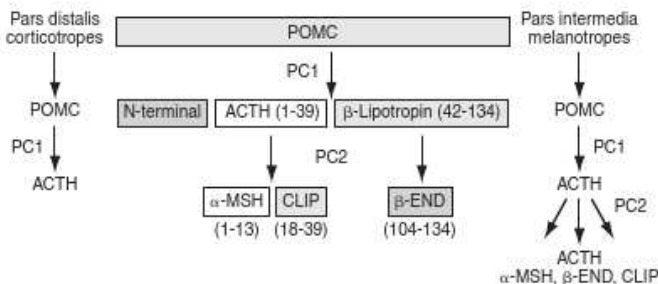 Pars distalis
corticotropes
POMC
PC1
ACTH
POMC
PC1
N-terminal
ACTH (1-39)
β-Lipotropin (42-134)
PC2
α-MSH
CLIP
β-END
(1-13)
(18-39)
(104-134)
Pars intermedia
melanotropes
POMC
PC1
ACTH
PC2
ACTH
α-MSH, β-END, CLIP